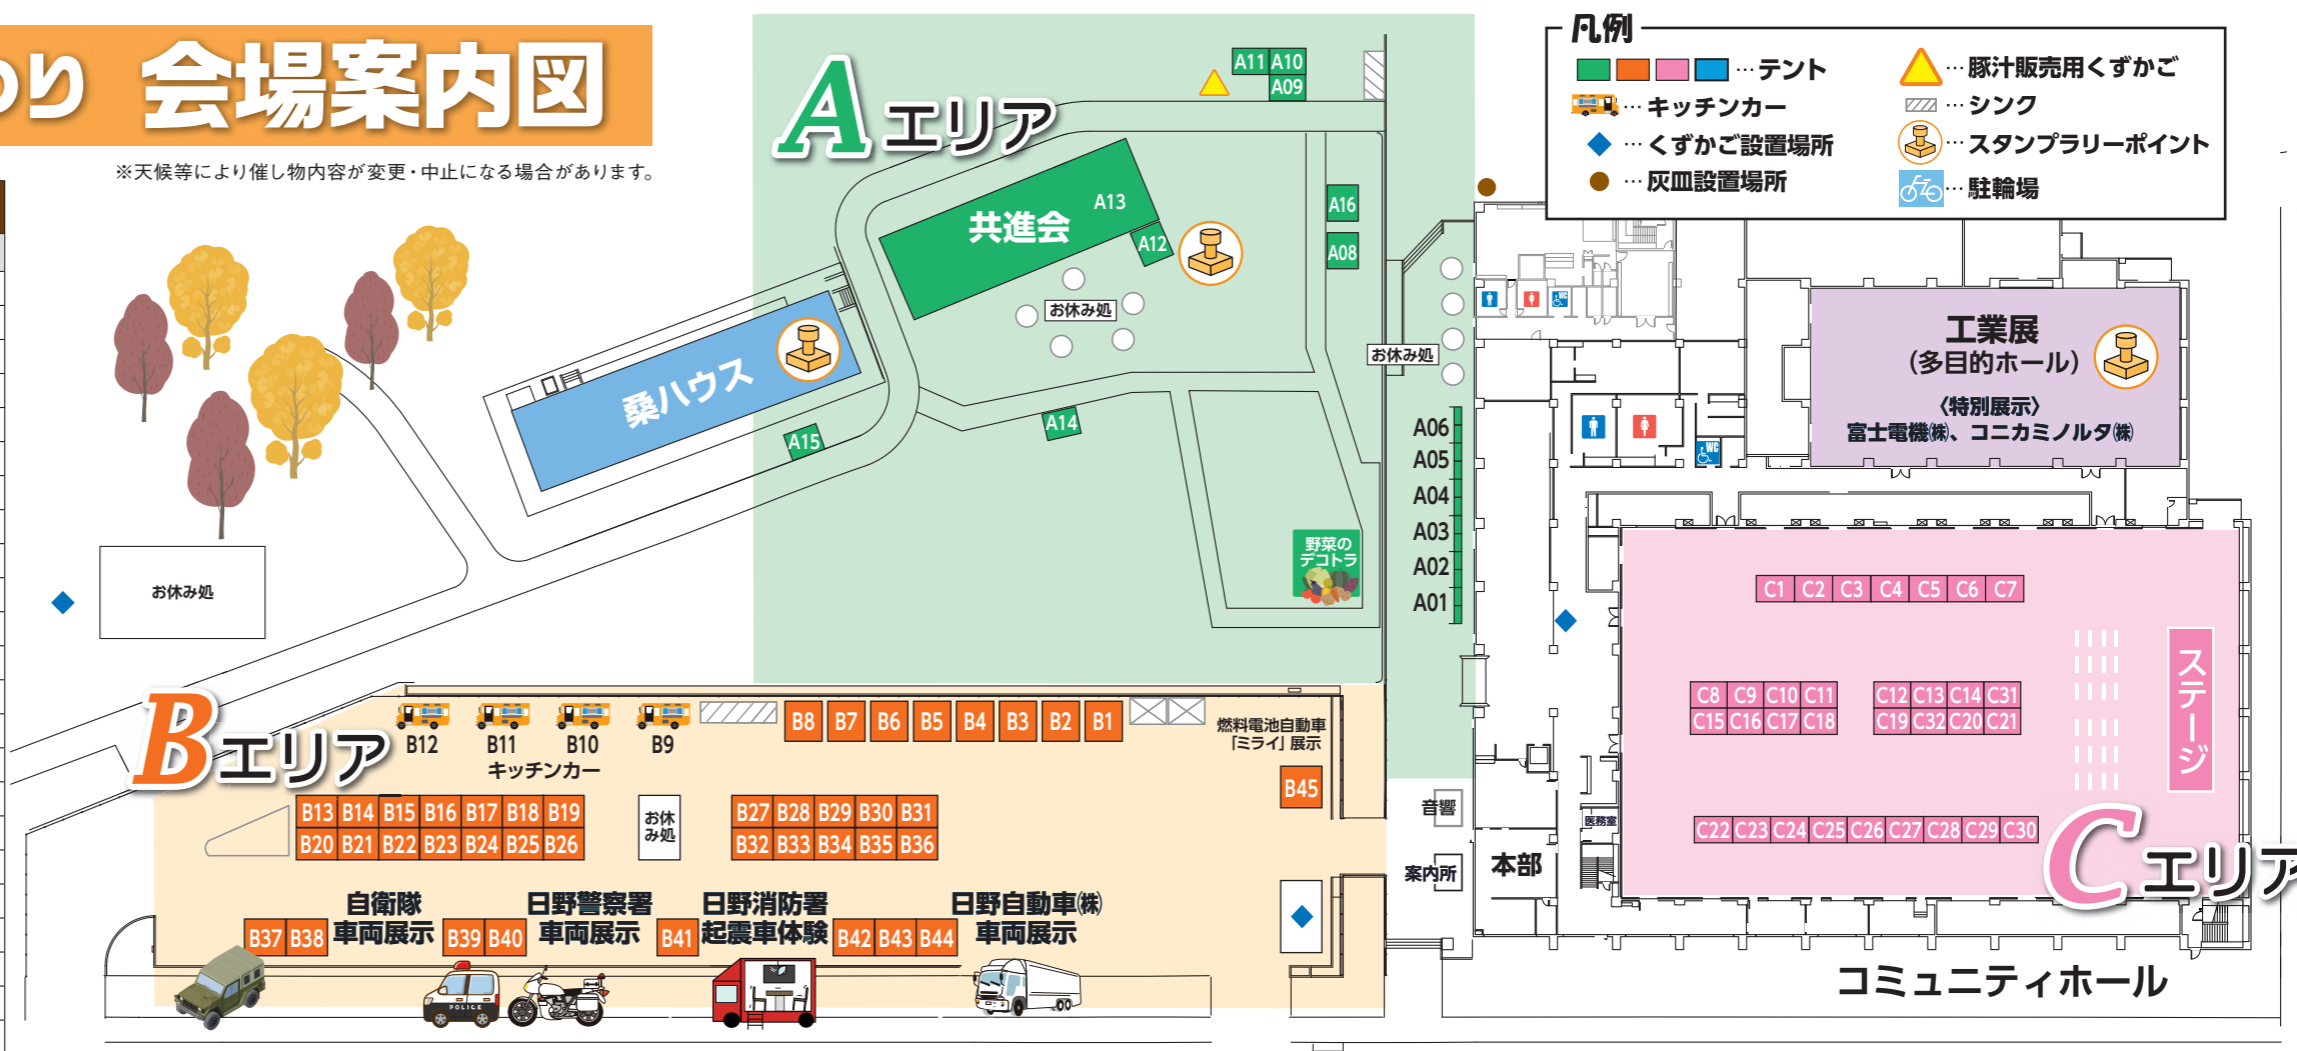 わり 会場案内図
※天候等により催し物内容が変更・中止になる場合があります。
凡例
…テント
…キッチンカー
…くずかご設置場所
…灰皿設置場所
…豚汁販売用くずかご
…シンク
…スタンプラリーポイント
…駐輪場
Aエリア
A11 A10
A09
共進会 A13
A12
A16
A08
お休み処
お休み処
桑ハウス
A15
A14
A06
A05
A04
A03
A02
A01
野菜の
デコトラ
お休み処
工業展
(多目的ホール)
〈特別展示〉
富士電機㈱、コニカミノルタ㈱
WC
WC
Bエリア
B12 B11 B10 B9
キッチンカー
B8 B7 B6 B5 B4 B3 B2 B1
燃料電池自動車
「ミライ」展示
B45
B13 B14 B15 B16 B17 B18 B19
B20 B21 B22 B23 B24 B25 B26
お休
み処
B27 B28 B29 B30 B31
B32 B33 B34 B35 B36
B37 B38
自衛隊
車両展示
B39 B40
日野警察署
車両展示
B41
日野消防署
起震車体験
B42 B43 B44
日野自動車㈱
車両展示
POLICE
音響
案内所
本部
医務室
C1 C2 C3 C4 C5 C6 C7
C8 C9 C10 C11
C15 C16 C17 C18
C12 C13 C14 C31
C19 C32 C20 C21
C22 C23 C24 C25 C26 C27 C28 C29 C30
ステージ
Cエリア
コミュニティホール